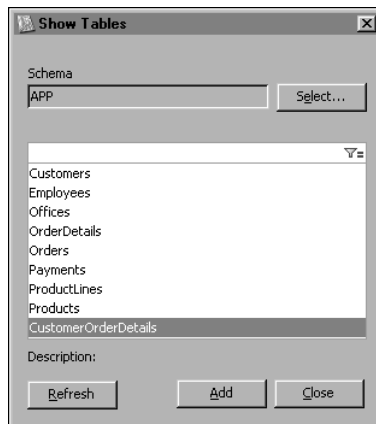 Show Tables
Schema
APP
Select...
Customers
Employees
Offices
OrderDetails
Orders
Payments
ProductLines
Products
CustomerOrderDetails
Description:
Refresh Add Close